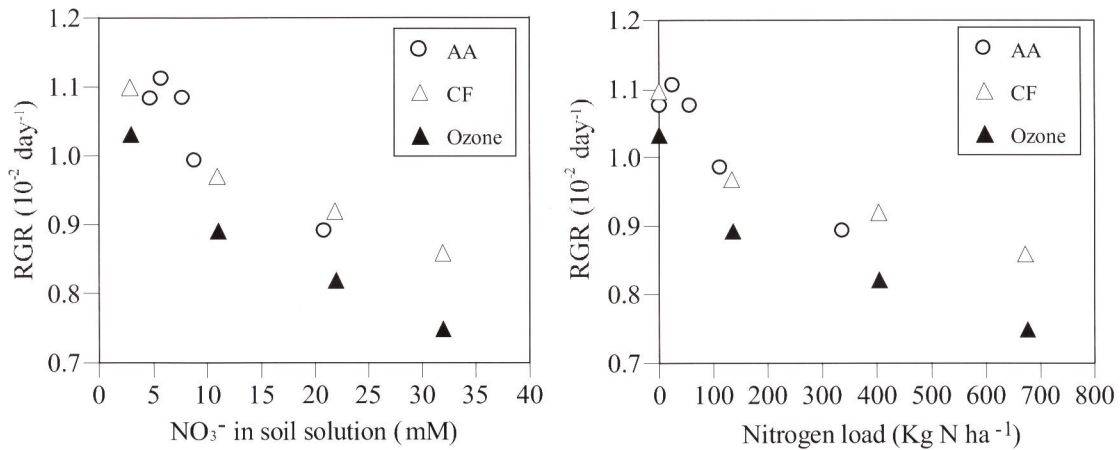 1.2
1.1
1.0
0.9
0.8
0.7
RGR (10⁻² day⁻¹)
AA
CF
Ozone
0 5 10 15 20 25 30 35 40
NO₃⁻ in soil solution (mM)
1.2
1.1
1.0
0.9
0.8
0.7
RGR (10⁻² day⁻¹)
AA
CF
Ozone
0 100 200 300 400 500 600 700 800
Nitrogen load (Kg N ha⁻¹)